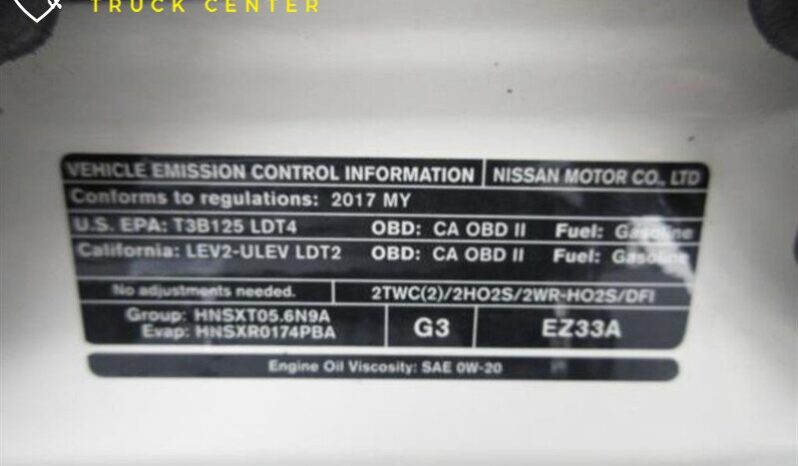 TRUCK CENTER
VEHICLE EMISSION CONTROL INFORMATION NISSAN MOTOR CO., LTD
Conforms to regulations: 2017 MY
U.S. EPA: T3B125 LDT4 OBD: CA OBD II Fuel: Gasoline
California: LEV2-ULEV LDT2 OBD: CA OBD II Fuel: Gasoline
No adjustments needed. 2TWC(2)/2HO2S/2WR-HO2S/DFI
Group: HNSXT05.6N9A
Evap: HNSXR0174PBA G3 EZ33A
Engine Oil Viscosity: SAE 0W-20